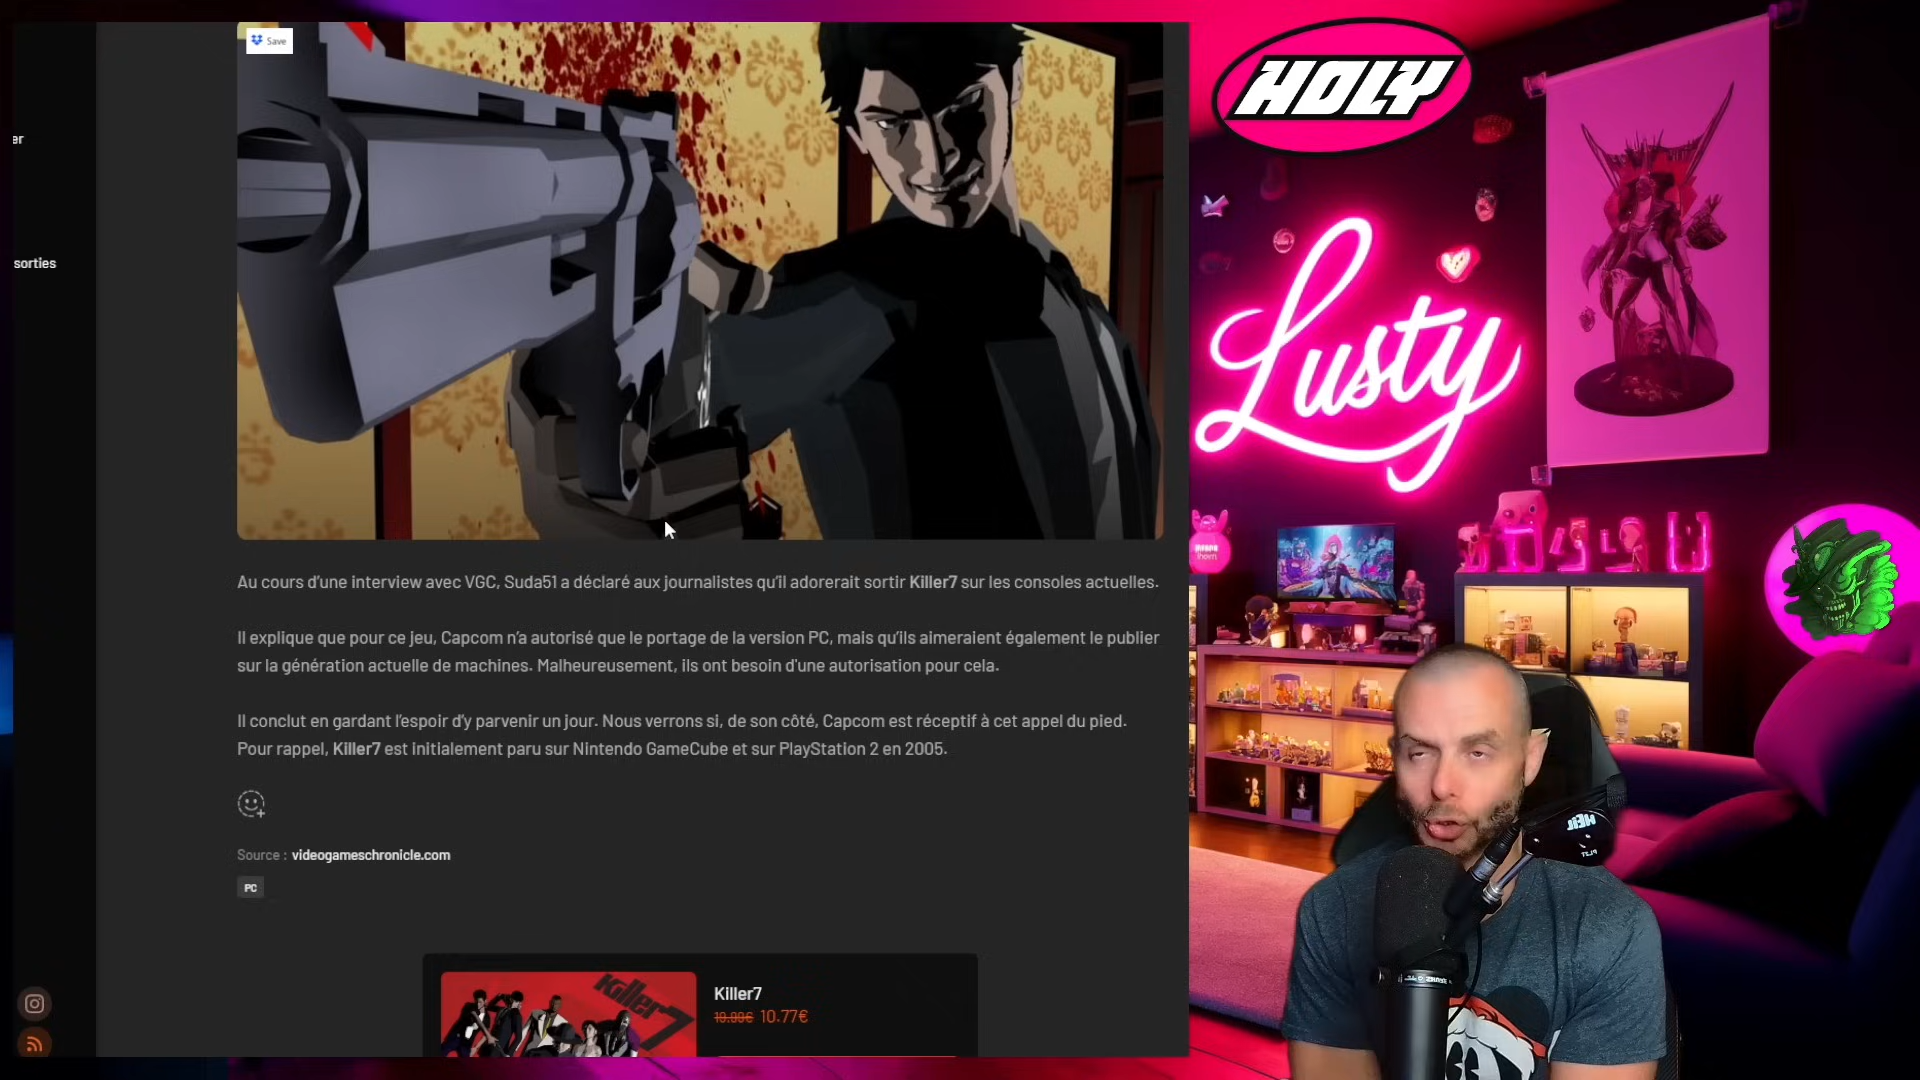 Save
HOLY
er
sorties
Lusty
Au cours d’une interview avec VGC, Suda51 a déclaré aux journalistes qu’il adorerait sortir Killer7 sur les consoles actuelles.
Il explique que pour ce jeu, Capcom n’a autorisé que le portage de la version PC, mais qu’ils aimeraient également le publier
sur la génération actuelle de machines. Malheureusement, ils ont besoin d'une autorisation pour cela.
Il conclut en gardant l’espoir d’y parvenir un jour. Nous verrons si, de son côté, Capcom est réceptif à cet appel du pied.
Pour rappel, Killer7 est initialement paru sur Nintendo GameCube et sur PlayStation 2 en 2005.
Source : videogameschronicle.com
PC
killer7
Killer7
19.99€ 10.77€
HEIL